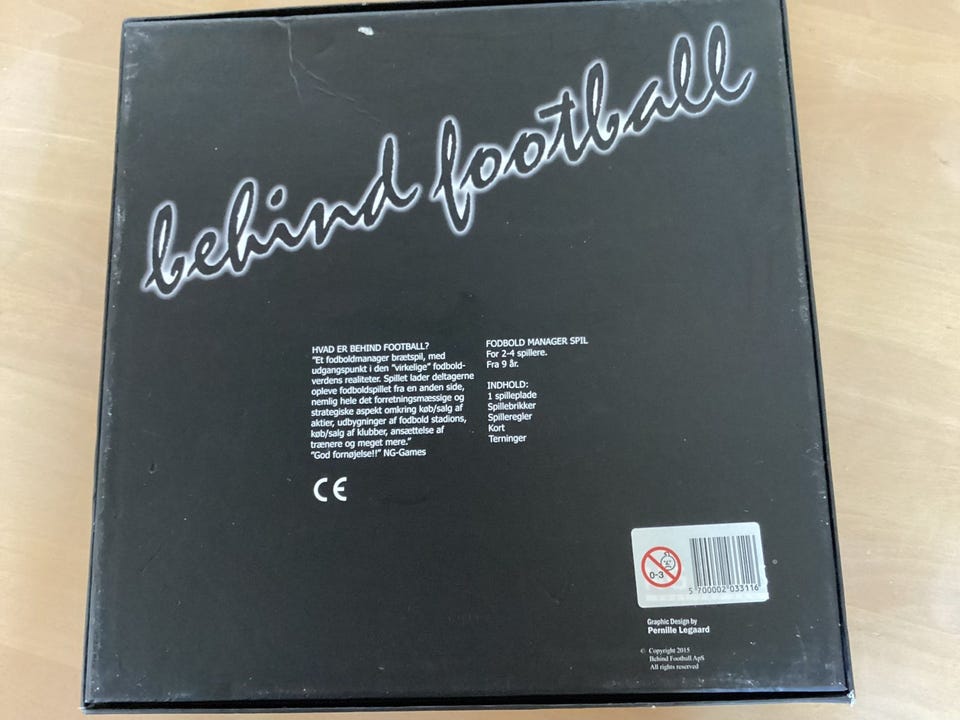 behind football
HVAD ER BEHIND FOOTBALL?
"Et fodboldmanager brætspil, med
udgangspunkt i den "virkelige" fodbold-
verdens realiteter. Spillet lader deltagerne
opleve fodboldspillet fra en anden side,
nemlig hele det forretningsmæssige og
strategiske aspekt omkring køb/salg af
aktier, udbygninger af fodbold stadions,
køb/salg af klubber, ansættelse af
trænere og meget mere."
"God fornøjelse!!" NG-Games
CE
FODBOLD MANAGER SPIL
For 2-4 spillere.
Fra 9 år.
INDHOLD:
1 spilleplade
Spillebrikker
Spilleregler
Kort
Terninger
0-3
5 700002 033116
Graphic Design by
Pernille Legaard
© Copyright 2015
Behind Football ApS
All rights reserved